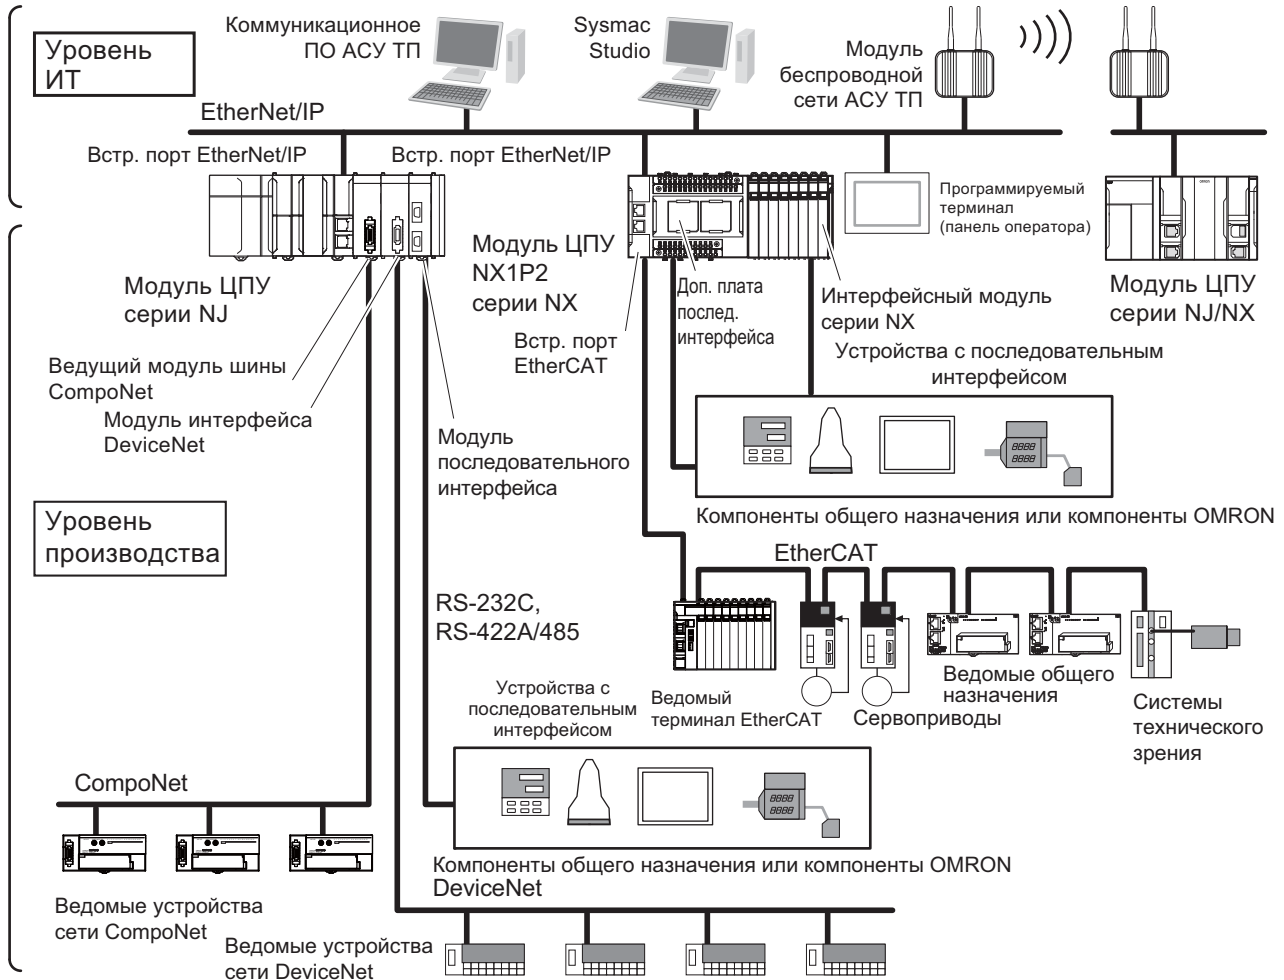 Уровень
ИТ
Коммуникационное
ПО АСУ ТП
Sysmac
Studio
Модуль
беспроводной
сети АСУ ТП
EtherNet/IP
Встр. порт EtherNet/IP
Встр. порт EtherNet/IP
Программируемый
терминал
(панель оператора)
Модуль ЦПУ
серии NJ
Модуль ЦПУ
NX1P2
серии NX
Доп. плата
послед.
интерфейса
Интерфейсный модуль
серии NX
Модуль ЦПУ
серии NJ/NX
Встр. порт
EtherCAT
Ведущий модуль шины
CompoNet
Модуль интерфейса
DeviceNet
Модуль
последовательного
интерфейса
Устройства с последовательным
интерфейсом
8888
8888
Компоненты общего назначения или компоненты OMRON
Уровень
производства
EtherCAT
RS-232C,
RS-422A/485
Ведомый
терминал EtherCAT
Сервоприводы
Ведомые общего
назначения
Системы
технического
зрения
Устройства с
последовательным
интерфейсом
8888
8888
Компоненты общего назначения или компоненты OMRON
CompoNet
Ведомые устройства
сети CompoNet
DeviceNet
Ведомые устройства
сети DeviceNet